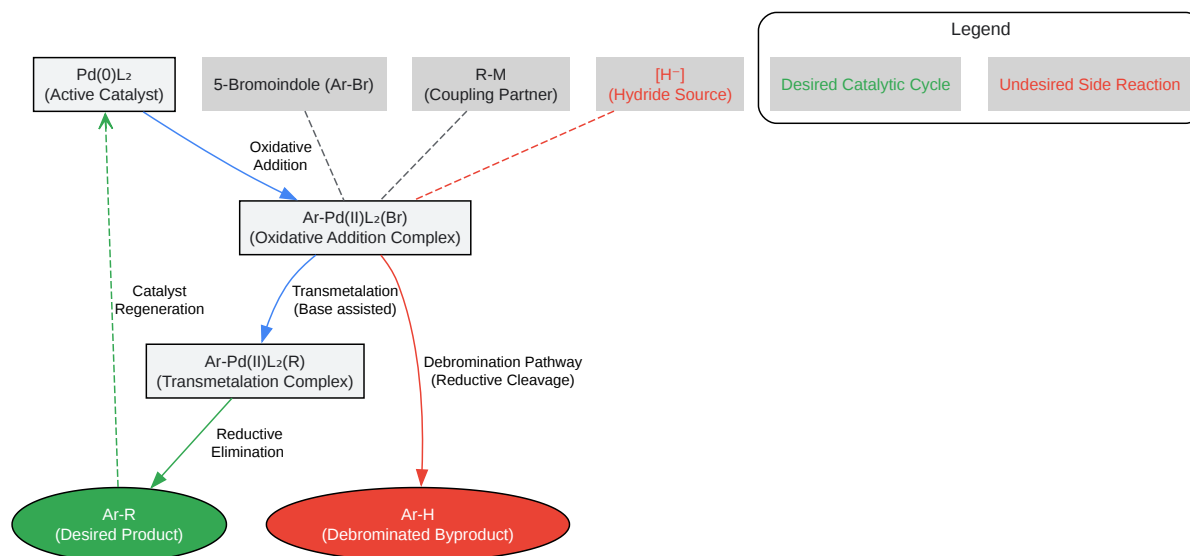 Legend
Pd(0)L₂
(Active Catalyst)
5-Bromoindole (Ar-Br)
R-M
(Coupling Partner)
[H⁻]
(Hydride Source)
Desired Catalytic Cycle
Undesired Side Reaction
Oxidative
Addition
Ar-Pd(II)L₂(Br)
(Oxidative Addition Complex)
Catalyst
Regeneration
Transmetalation
(Base assisted)
Ar-Pd(II)L₂(R)
(Transmetalation Complex)
Debromination Pathway
(Reductive Cleavage)
Reductive
Elimination
Ar-R
(Desired Product)
Ar-H
(Debrominated Byproduct)